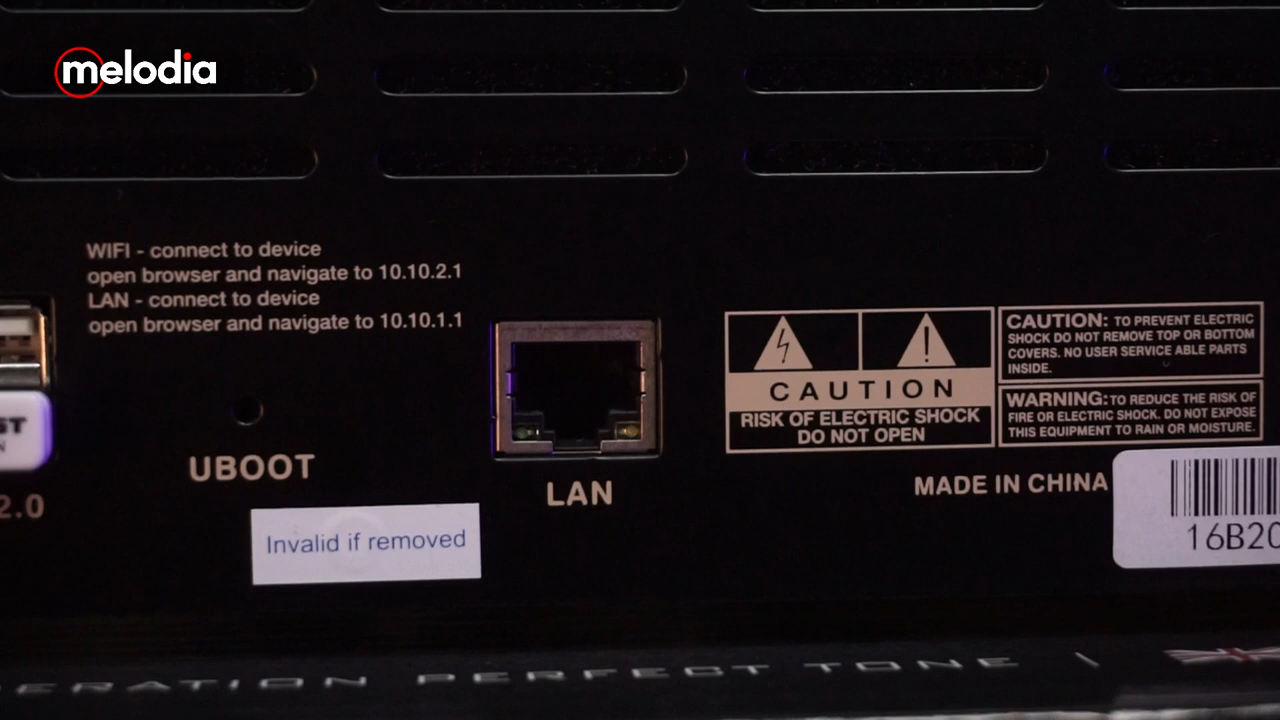 melodia
WIFI - connect to device
open browser and navigate to 10.10.2.1
LAN - connect to device
open browser and navigate to 10.10.1.1
UBOOT
2.0
Invalid if removed
LAN
CAUTION
RISK OF ELECTRIC SHOCK
DO NOT OPEN
CAUTION: TO PREVENT ELECTRIC
SHOCK DO NOT REMOVE TOP OR BOTTOM
COVERS. NO USER SERVICE ABLE PARTS
INSIDE.
WARNING: TO REDUCE THE RISK OF
FIRE OR ELECTRIC SHOCK. DO NOT EXPOSE
THIS EQUIPMENT TO RAIN OR MOISTURE.
MADE IN CHINA
16B20
PERFECT TONE \